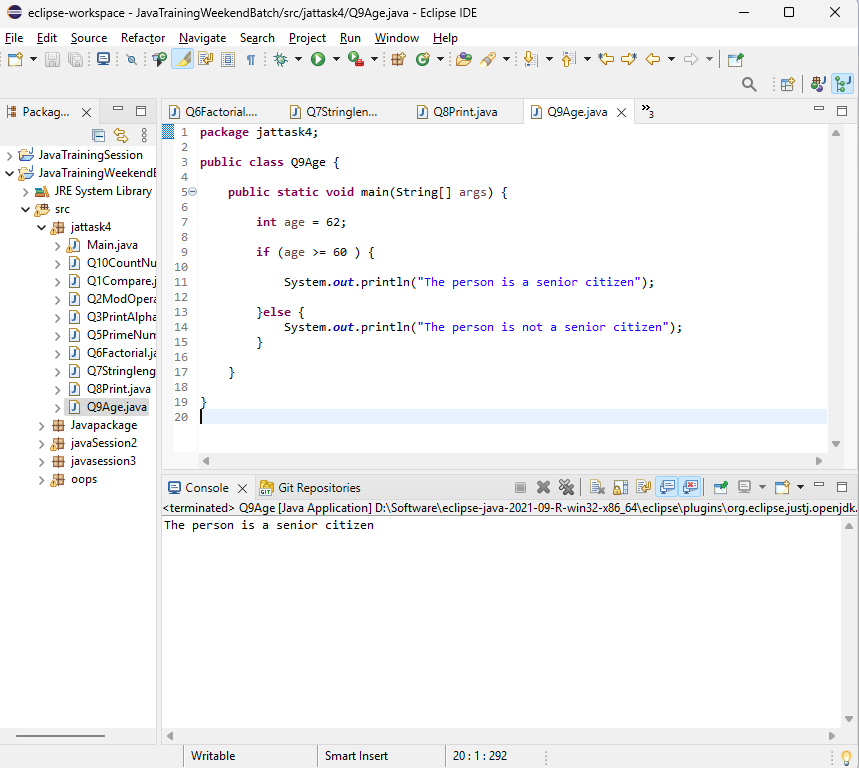 eclipse-workspace - JavaTrainingWeekendBatch/src/jattask4/Q9Age.java - Eclipse IDE
File Edit Source Refactor Navigate Search Project Run Window Help
Packag...
JavaTrainingSession
JavaTrainingWeekendB
JRE System Library
src
jattask4
Main.java
Q10CountNu
Q1Compare.j
Q2ModOpera
Q3PrintAlpha
Q5PrimeNum
Q6Factorial.ja
Q7Stringleng
Q8Print.java
Q9Age.java
Javapackage
javaSession2
javasession3
oops
Q6Factorial.... Q7Stringlen... Q8Print.java Q9Age.java »3
1 package jattask4;
2
3 public class Q9Age {
4
5 public static void main(String[] args) {
6
7 int age = 62;
8
9 if (age >= 60 ) {
10
11 System.out.println("The person is a senior citizen");
12
13 }else {
14 System.out.println("The person is not a senior citizen");
15 }
16
17 }
18
19 }
20
Console Git Repositories
<terminated> Q9Age [Java Application] D:\Software\eclipse-java-2021-09-R-win32-x86_64\eclipse\plugins\org.eclipse.justj.openjdk.
The person is a senior citizen
Writable Smart Insert 20 : 1 : 292